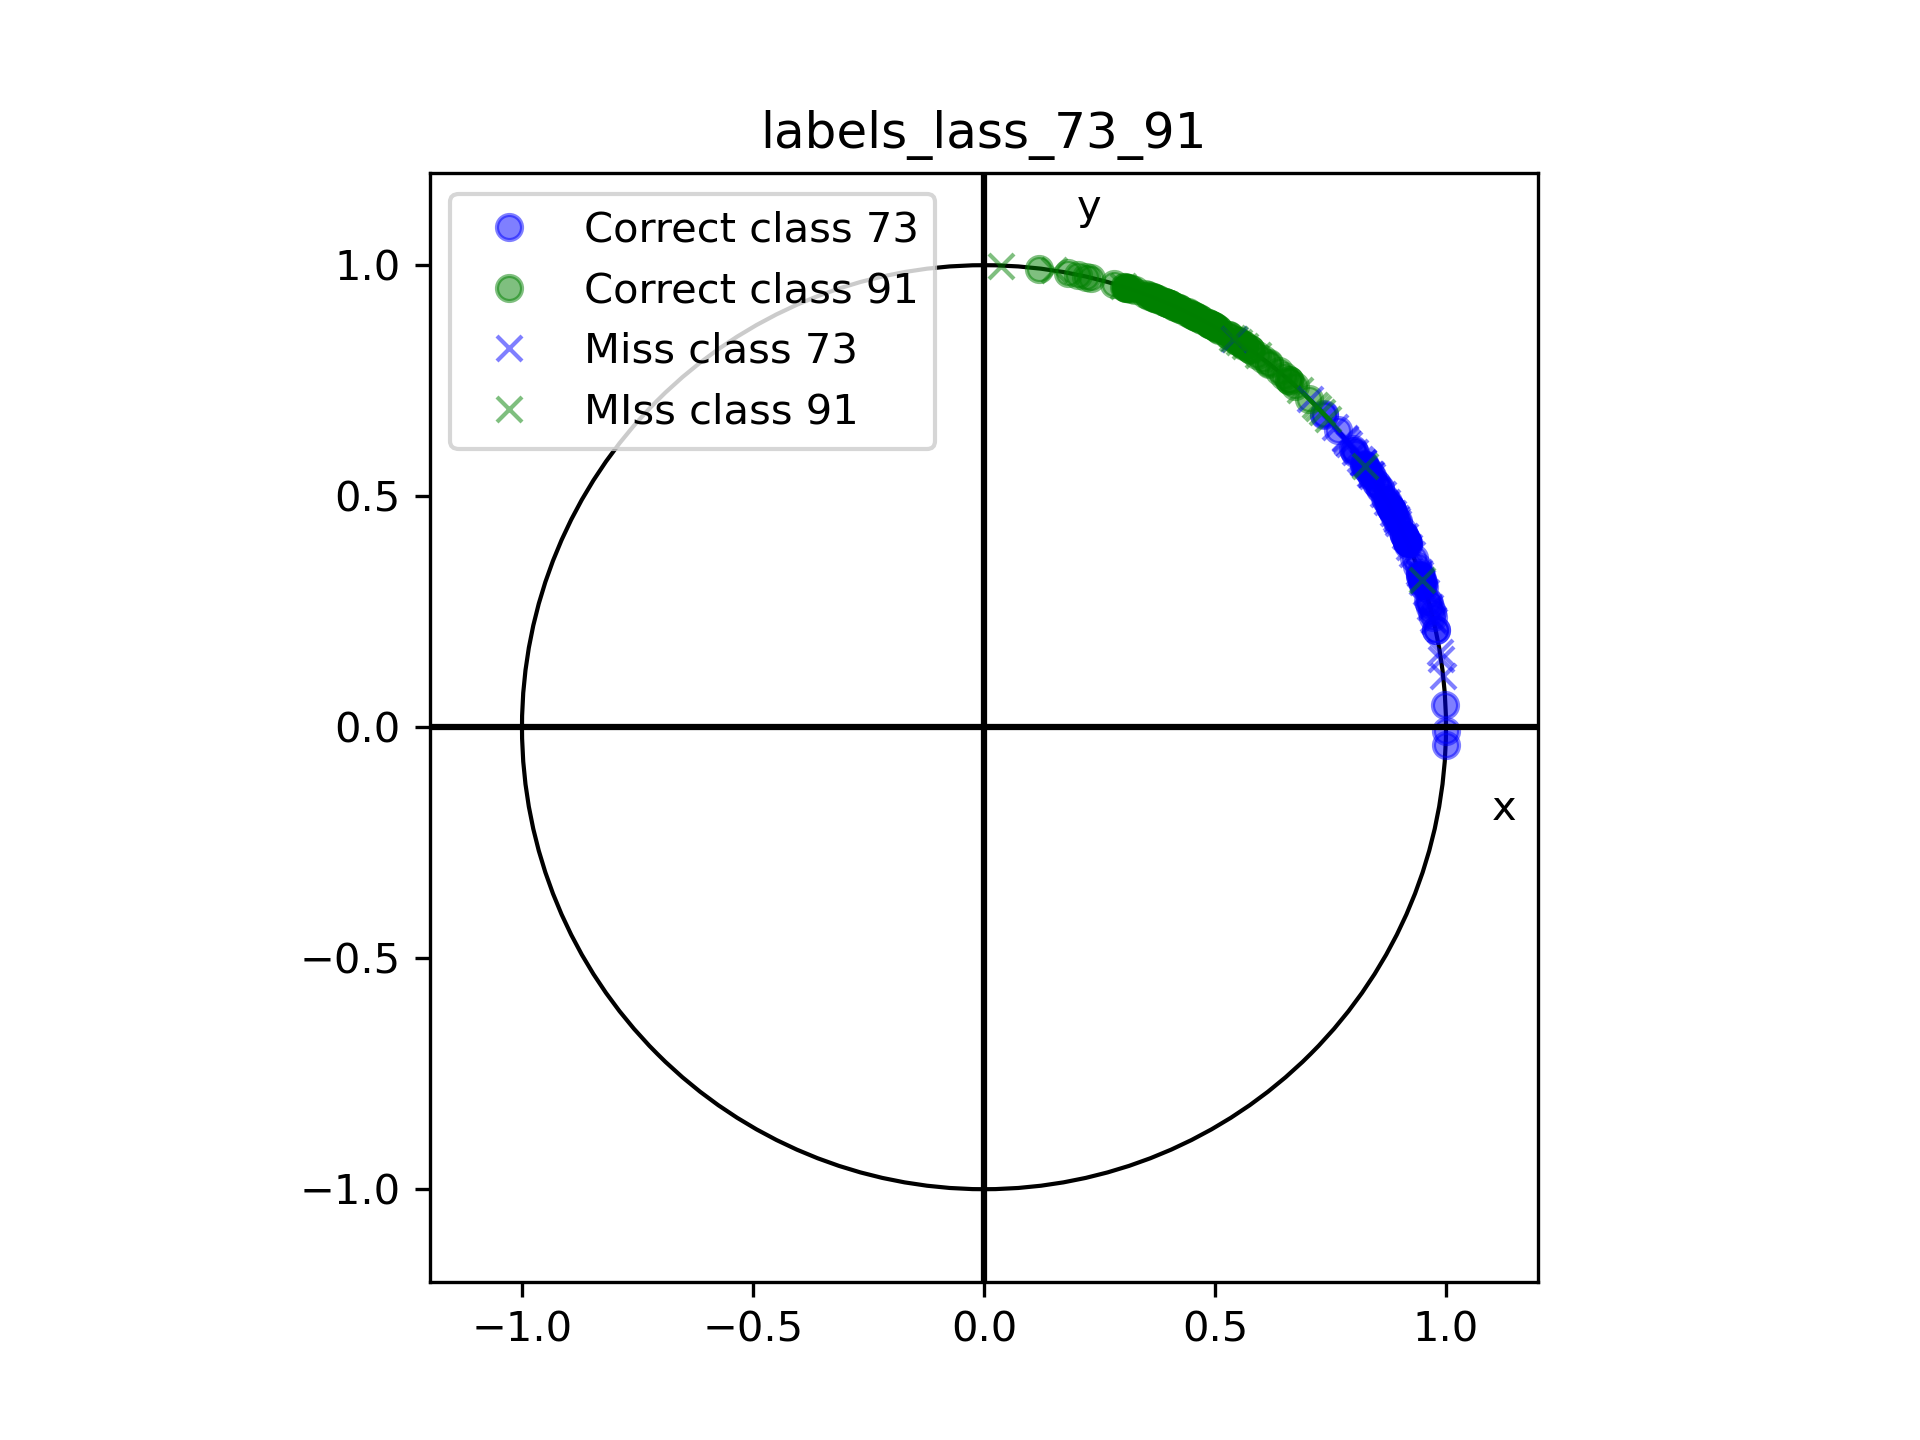 labels_lass_73_91
y
Correct class 73
Correct class 91
Miss class 73
MIss class 91
1.0
0.5
0.0
−0.5
−1.0
x
−1.0 −0.5 0.0 0.5 1.0